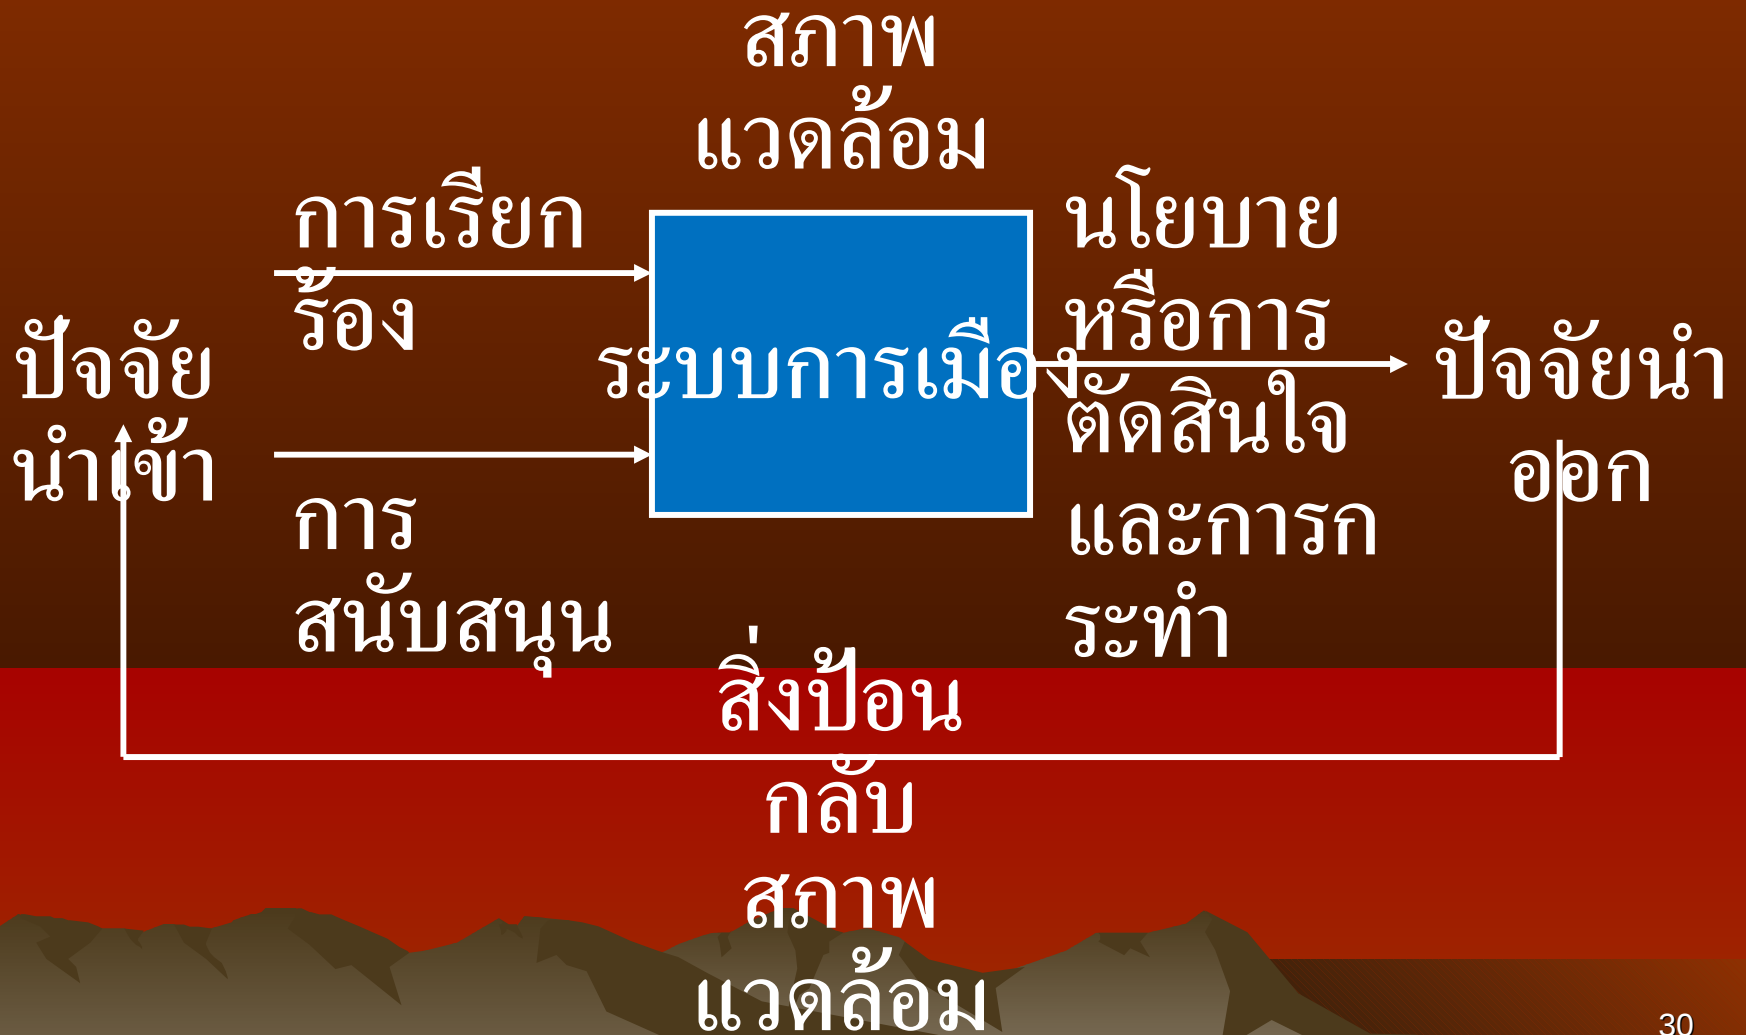 สภาพ
แวดล้อม
การเรียก
ร้อง
นโยบาย
หรือการ
ตัดสินใจ
และการก
ระทำ
ปัจจัย
นำเข้า
ระบบการเมือง
ปัจจัยนำ
ออก
การ
สนับสนุน
สิ่งป้อน
กลับ
สภาพ
แวดล้อม
30